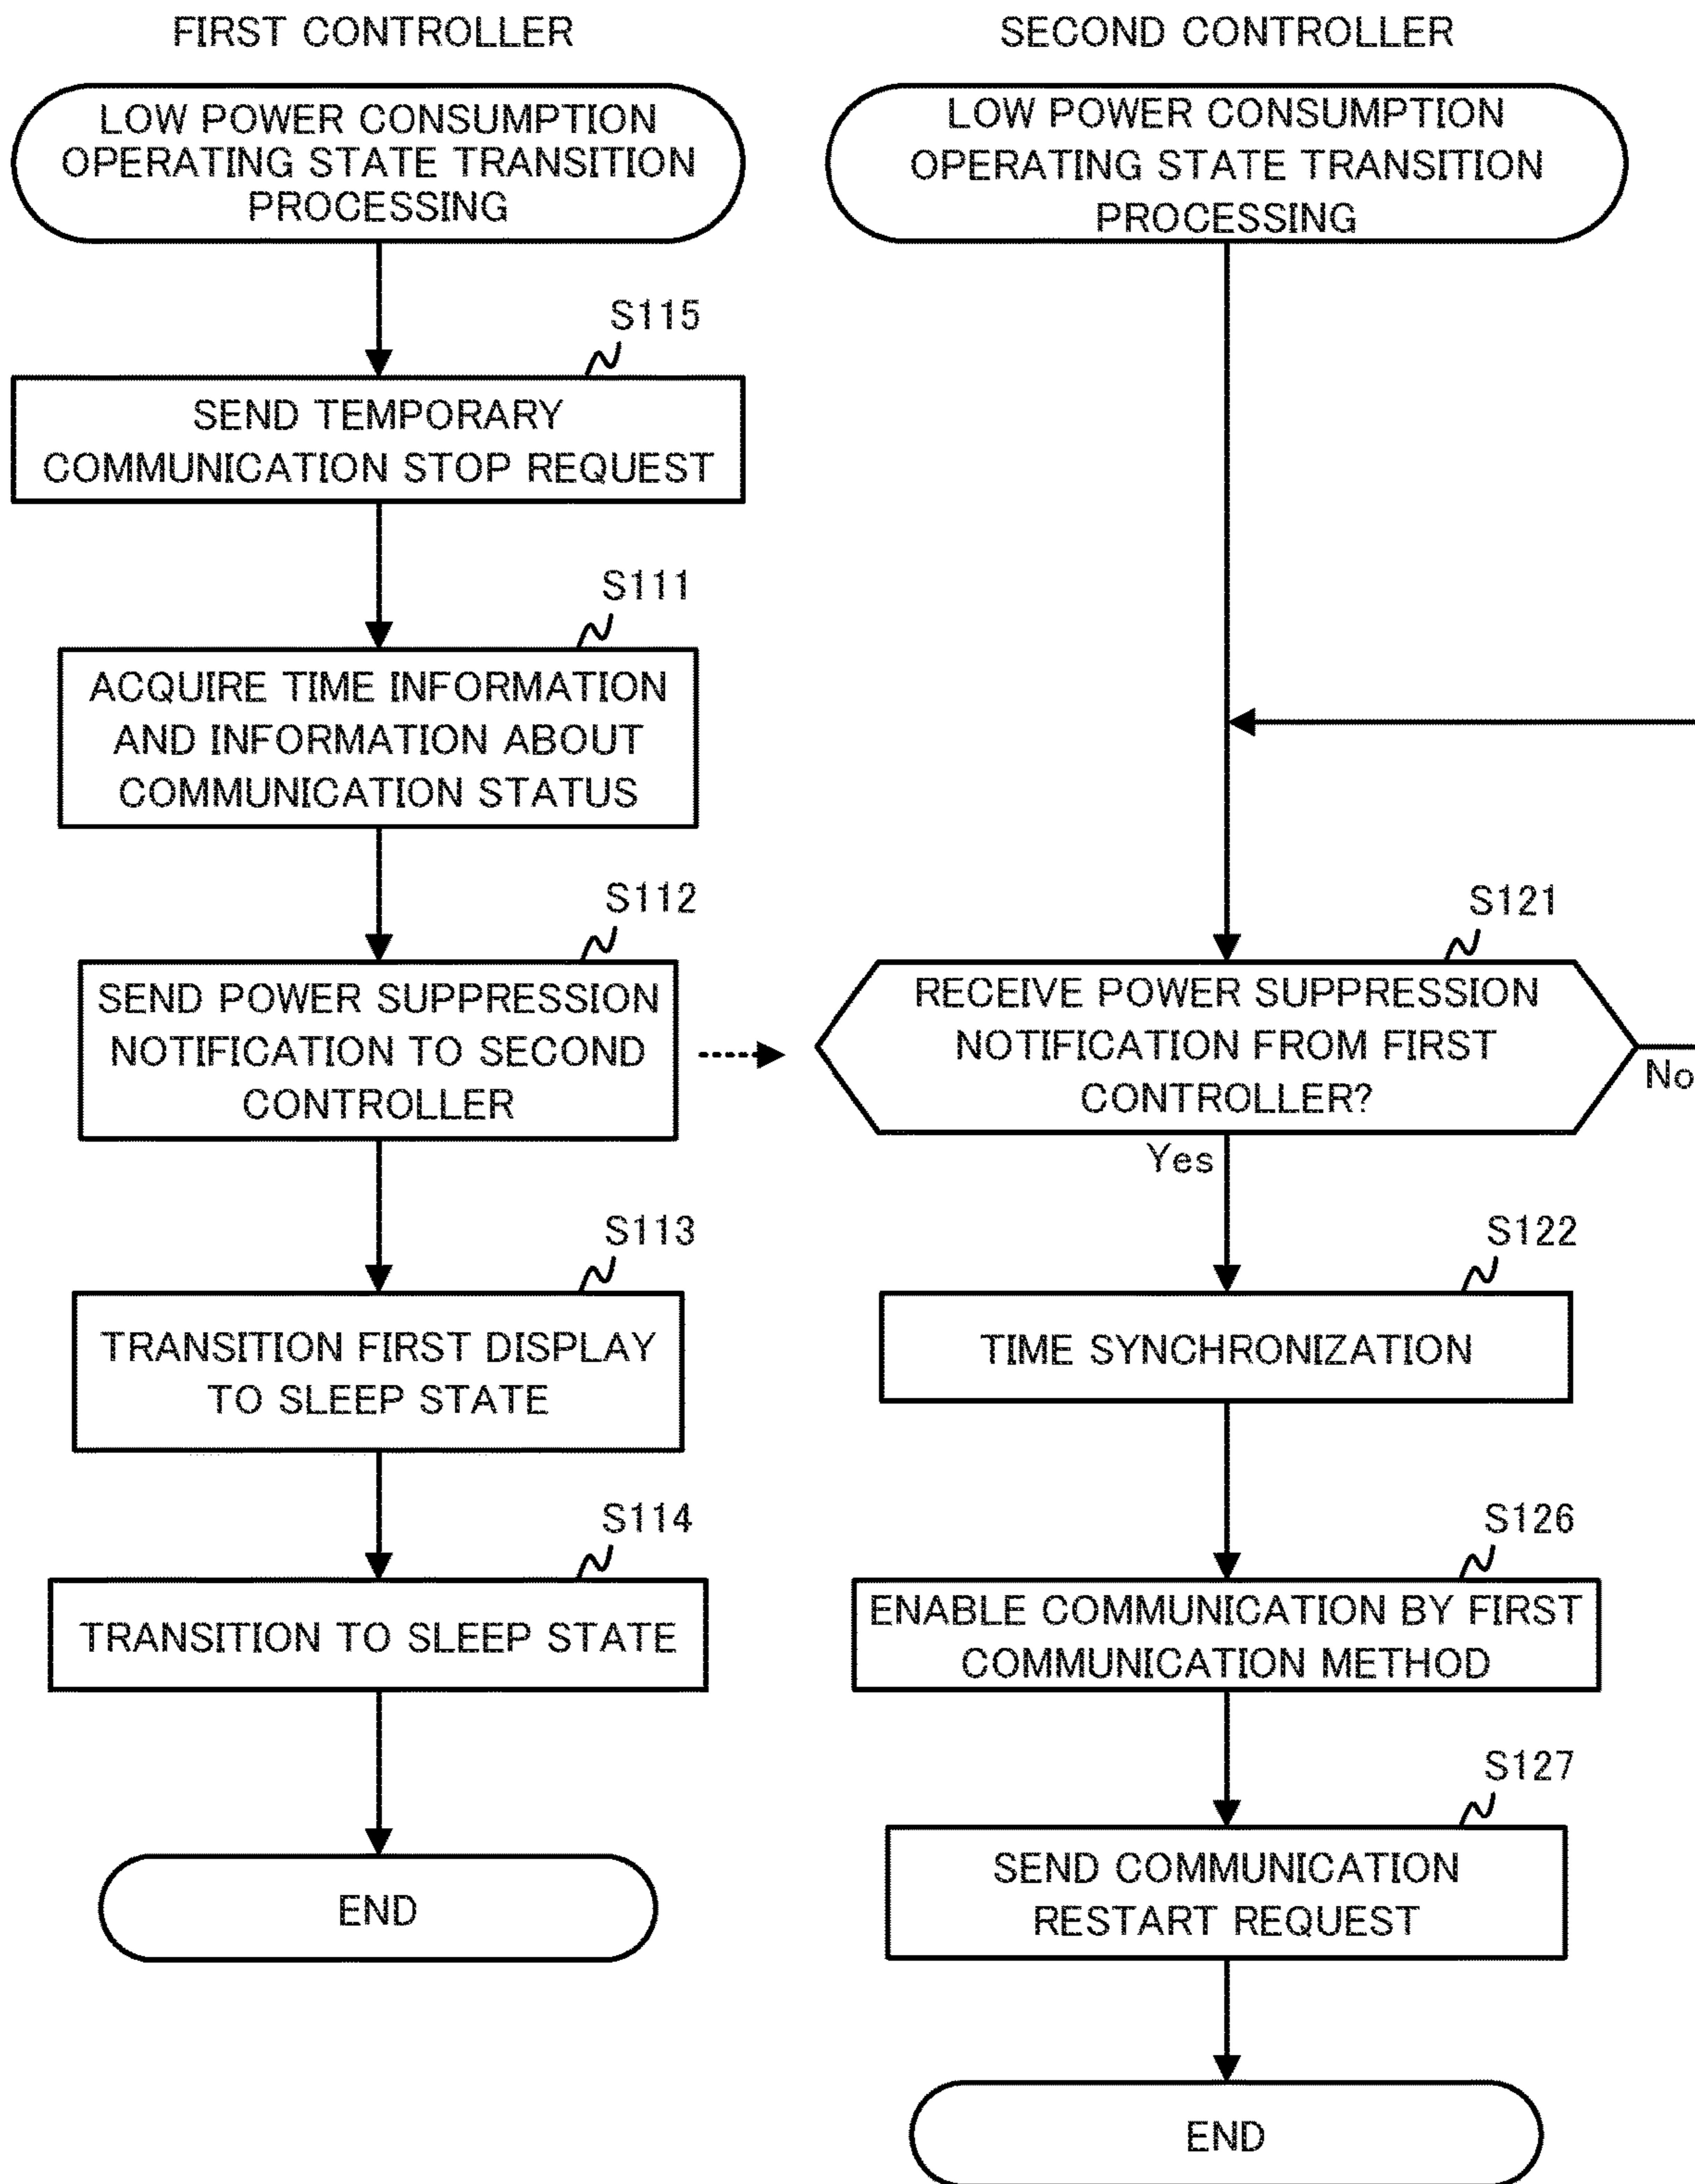 FIRST CONTROLLER
LOW POWER CONSUMPTION
OPERATING STATE TRANSITION
PROCESSING
S115
SEND TEMPORARY
COMMUNICATION STOP REQUEST
S111
ACQUIRE TIME INFORMATION
AND INFORMATION ABOUT
COMMUNICATION STATUS
S112
SEND POWER SUPPRESSION
NOTIFICATION TO SECOND
CONTROLLER
S113
TRANSITION FIRST DISPLAY
TO SLEEP STATE
S114
TRANSITION TO SLEEP STATE
END
SECOND CONTROLLER
LOW POWER CONSUMPTION
OPERATING STATE TRANSITION
PROCESSING
S121
RECEIVE POWER SUPPRESSION
NOTIFICATION FROM FIRST
CONTROLLER?
No
Yes
S122
TIME SYNCHRONIZATION
S126
ENABLE COMMUNICATION BY FIRST
COMMUNICATION METHOD
S127
SEND COMMUNICATION
RESTART REQUEST
END